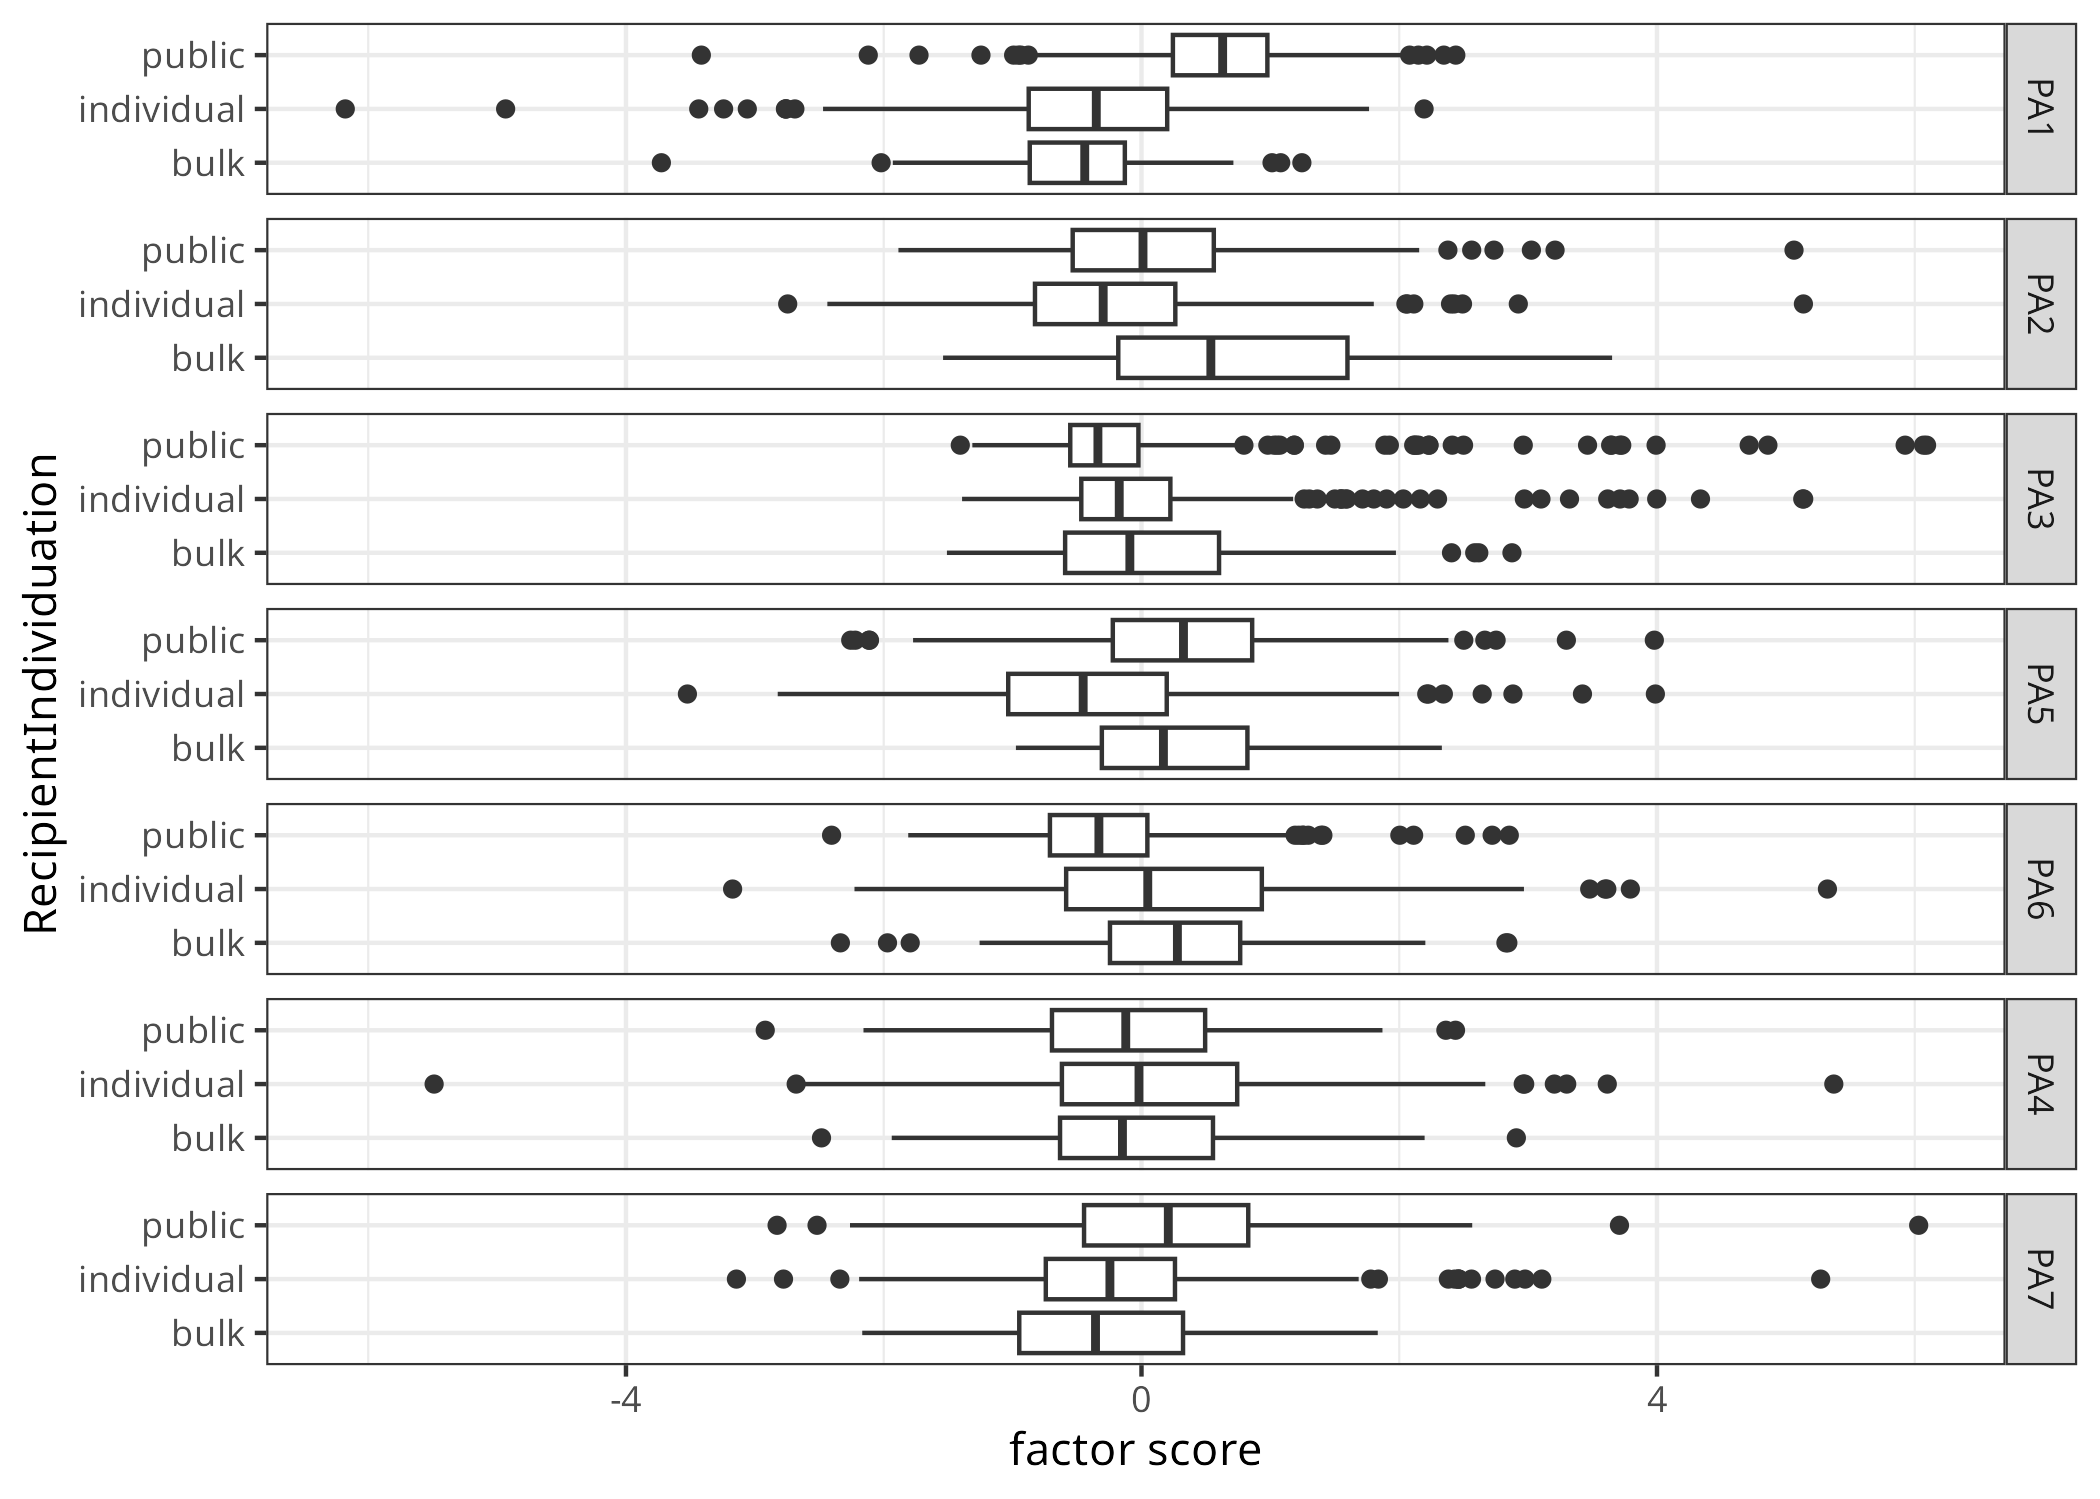 RecipientIndividuation
public
individual
bulk
PA1
public
individual
bulk
PA2
public
individual
bulk
PA3
public
individual
bulk
PA5
public
individual
bulk
PA6
public
individual
bulk
PA4
public
individual
bulk
PA7
-4 0 4
factor score